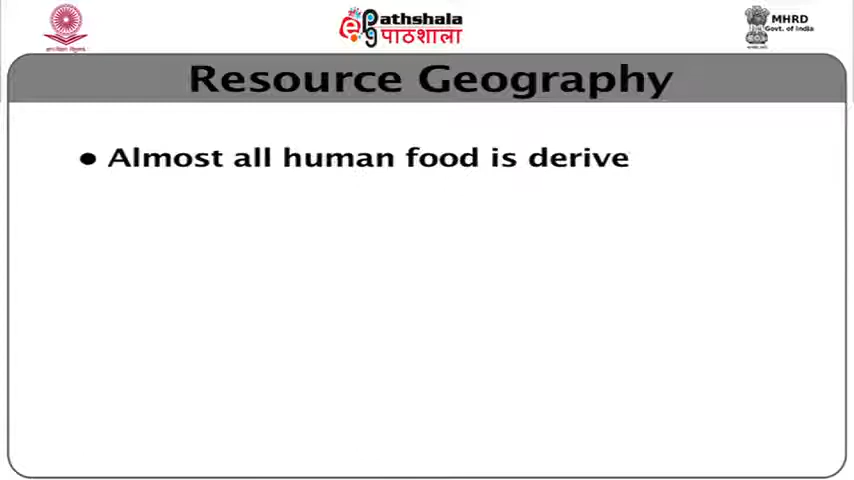 ePathshala
पाठशाला
MHRD
Govt. of India
Resource Geography
● Almost all human food is derive